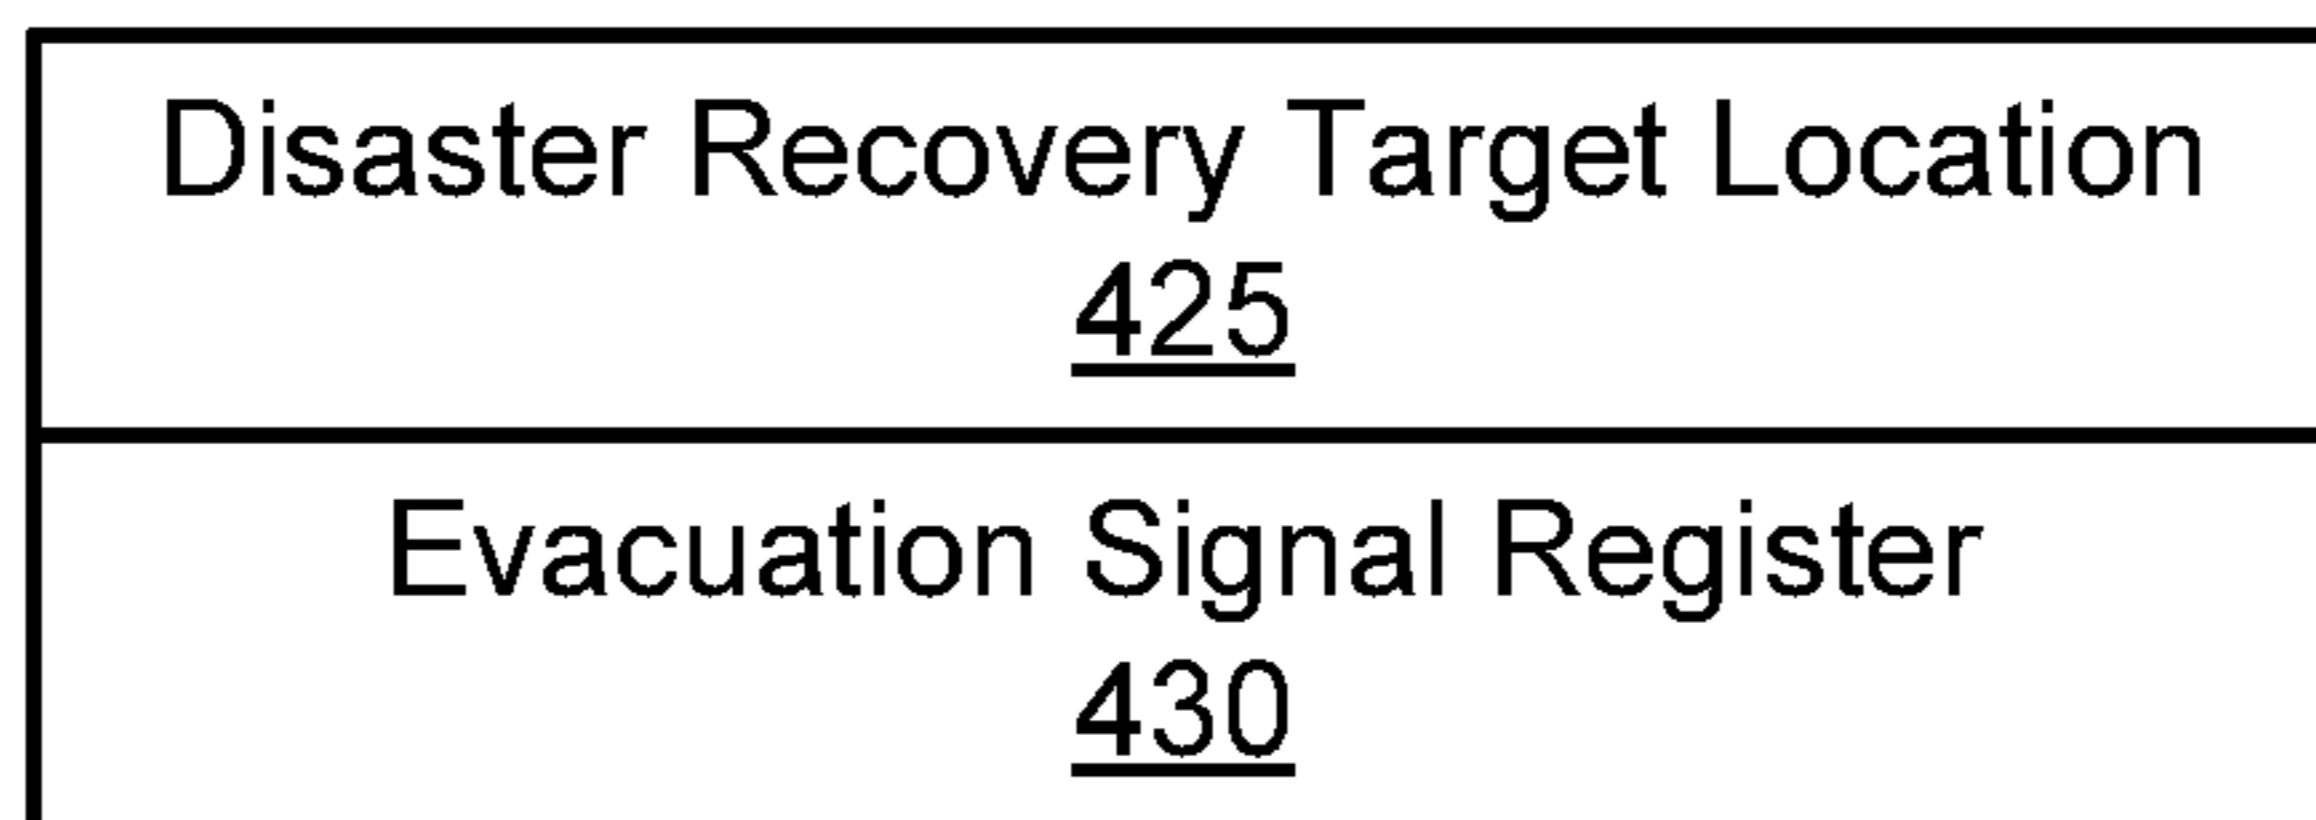 Disaster Recovery Target Location
425
Evacuation Signal Register
430